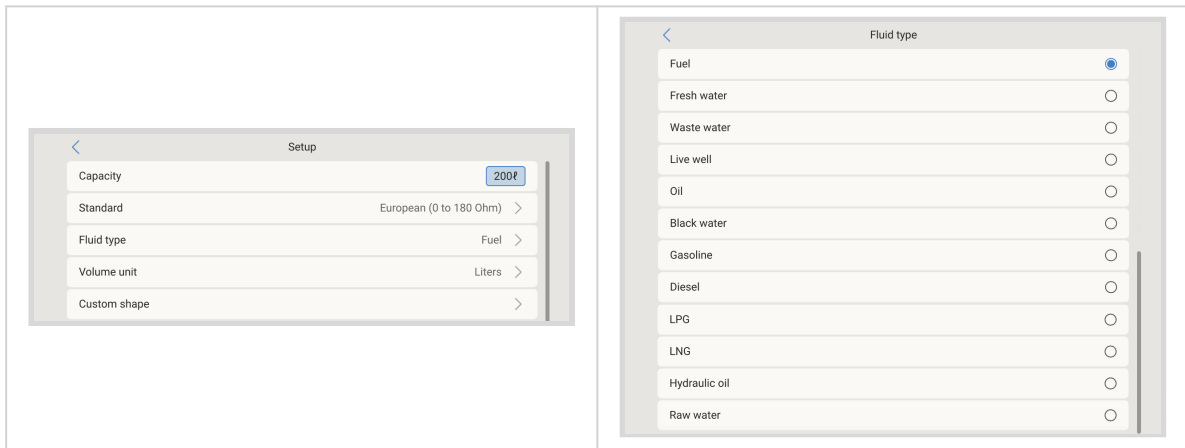 Setup
Capacity 200ℓ
Standard European (0 to 180 Ohm)
Fluid type Fuel
Volume unit Liters
Custom shape
Fluid type
Fuel
Fresh water
Waste water
Live well
Oil
Black water
Gasoline
Diesel
LPG
LNG
Hydraulic oil
Raw water